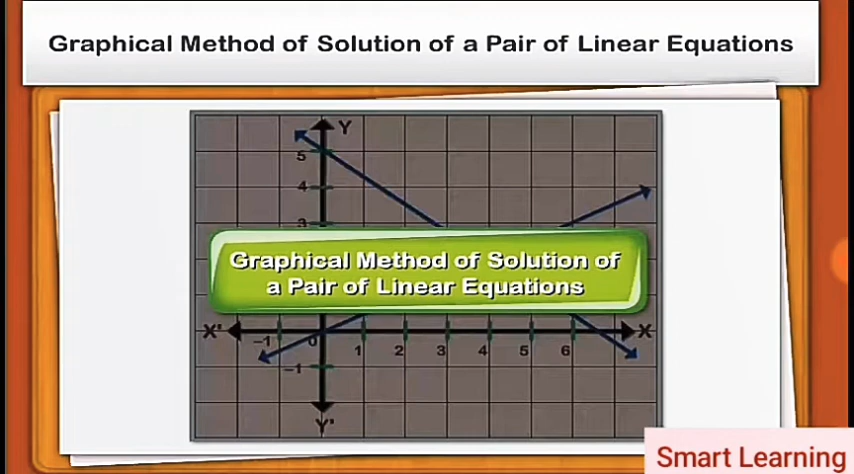 Graphical Method of Solution of a Pair of Linear Equations
Y
5
4
3
Graphical Method of Solution of
a Pair of Linear Equations
X' -1 0 1 2 3 4 5 6 X
-1
Y'
Smart Learning